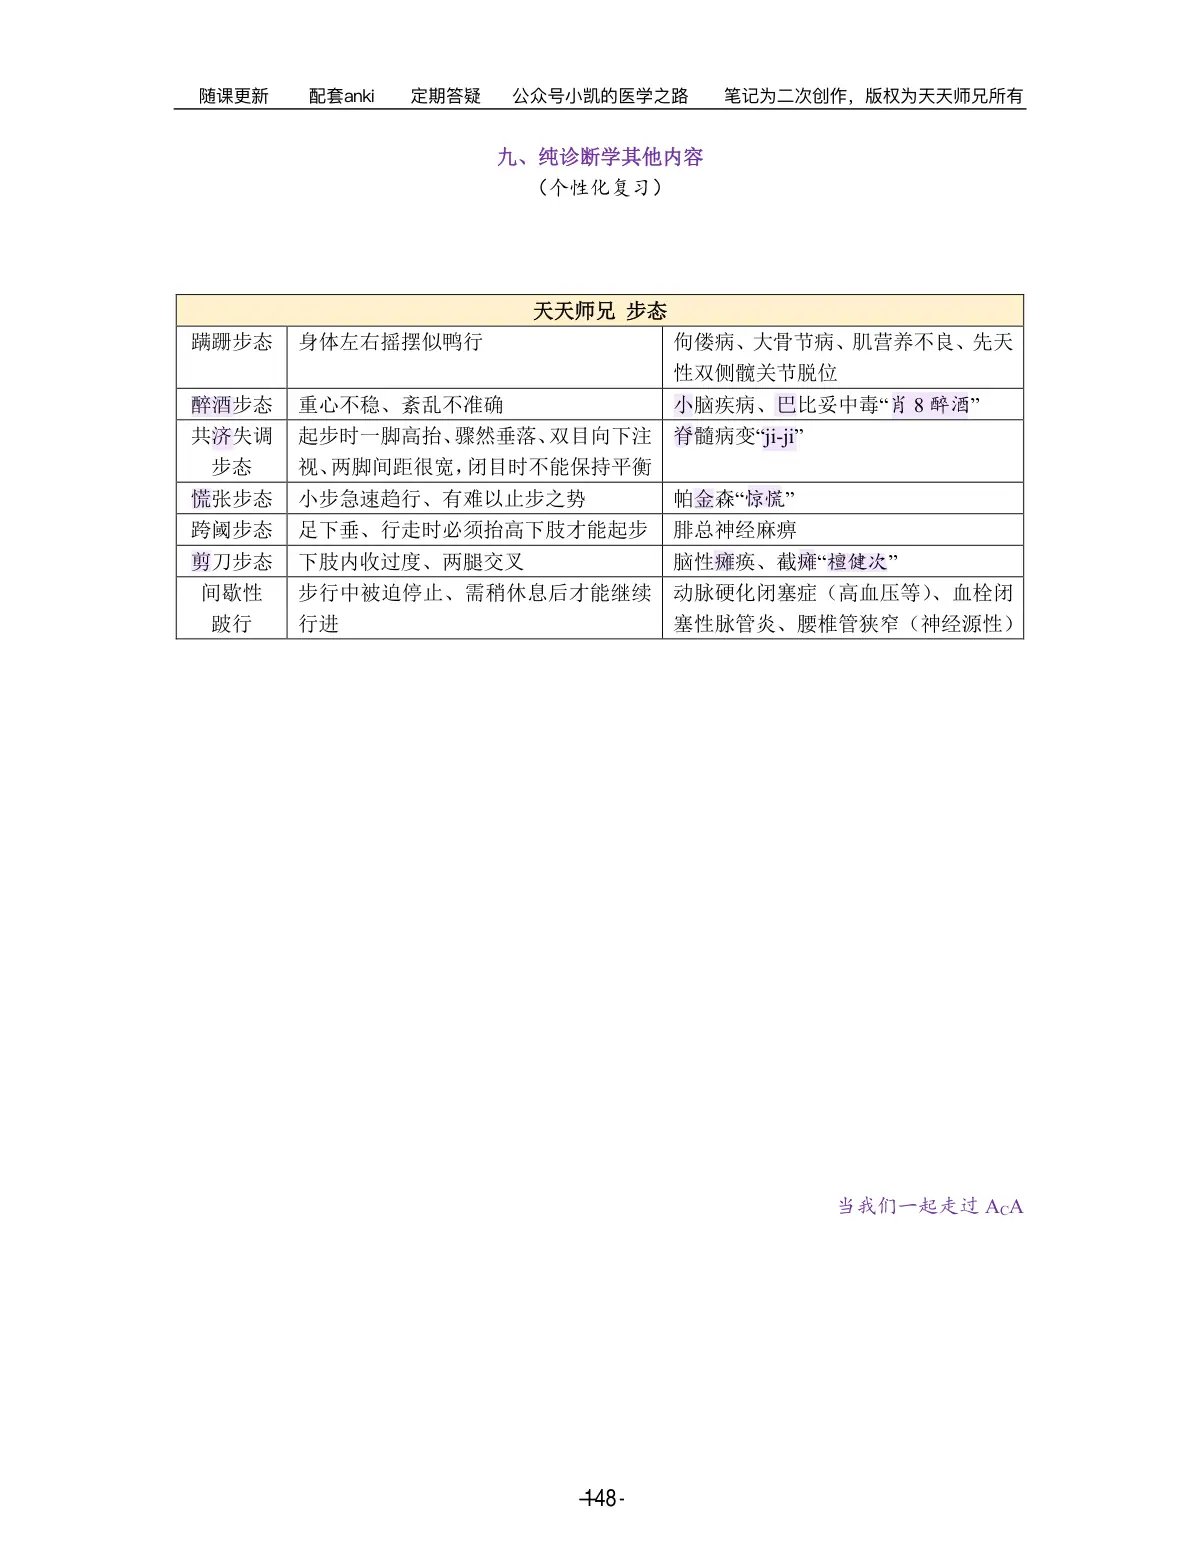 随课更新 配套anki 定期答疑 公众号小凯的医学之路 笔记为二次创作，版权为天天师兄所有
九、纯诊断学其他内容
（个性化复习）
天天师兄 步态
蹒跚步态 身体左右摇摆似鸭行 佝偻病、大骨节病、肌营养不良、先天
性双侧髋关节脱位
醉酒步态 重心不稳、紊乱不准确 小脑疾病、巴比妥中毒“肖 8 醉酒”
共济失调 起步时一脚高抬、骤然垂落、双目向下注 脊髓病变“ji-ji”
步态 视、两脚间距很宽，闭目时不能保持平衡
慌张步态 小步急速趋行、有难以止步之势 帕金森“惊慌”
跨阈步态 足下垂、行走时必须抬高下肢才能起步 腓总神经麻痹
剪刀步态 下肢内收过度、两腿交叉 脑性瘫痪、截瘫“檀健次”
间歇性 步行中被迫停止、需稍休息后才能继续 动脉硬化闭塞症（高血压等）、血栓闭
跛行 行进 塞性脉管炎、腰椎管狭窄（神经源性）
当我们一起走过 ACA
-148-